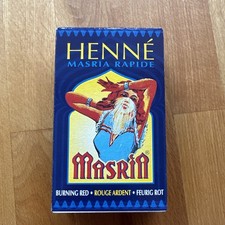 HENNÉ
MASRIA RAPIDE
MASRIA
BURNING RED • ROUGE ARDENT • FEURIG ROT